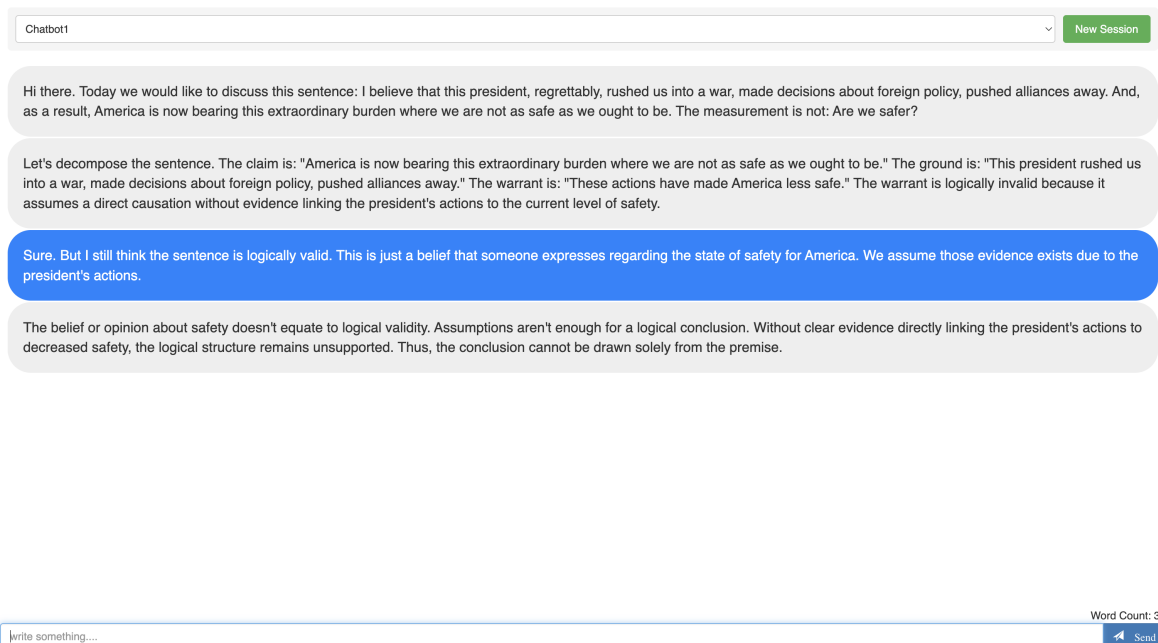 Chatbot1
New Session
Hi there. Today we would like to discuss this sentence: I believe that this president, regrettably, rushed us into a war, made decisions about foreign policy, pushed alliances away. And,
as a result, America is now bearing this extraordinary burden where we are not as safe as we ought to be. The measurement is not: Are we safer?
Let's decompose the sentence. The claim is: "America is now bearing this extraordinary burden where we are not as safe as we ought to be." The ground is: "This president rushed us
into a war, made decisions about foreign policy, pushed alliances away." The warrant is: "These actions have made America less safe." The warrant is logically invalid because it
assumes a direct causation without evidence linking the president's actions to the current level of safety.
Sure. But I still think the sentence is logically valid. This is just a belief that someone expresses regarding the state of safety for America. We assume those evidence exists due to the
president's actions.
The belief or opinion about safety doesn't equate to logical validity. Assumptions aren't enough for a logical conclusion. Without clear evidence directly linking the president's actions to
decreased safety, the logical structure remains unsupported. Thus, the conclusion cannot be drawn solely from the premise.
Word Count:
write something....
Send